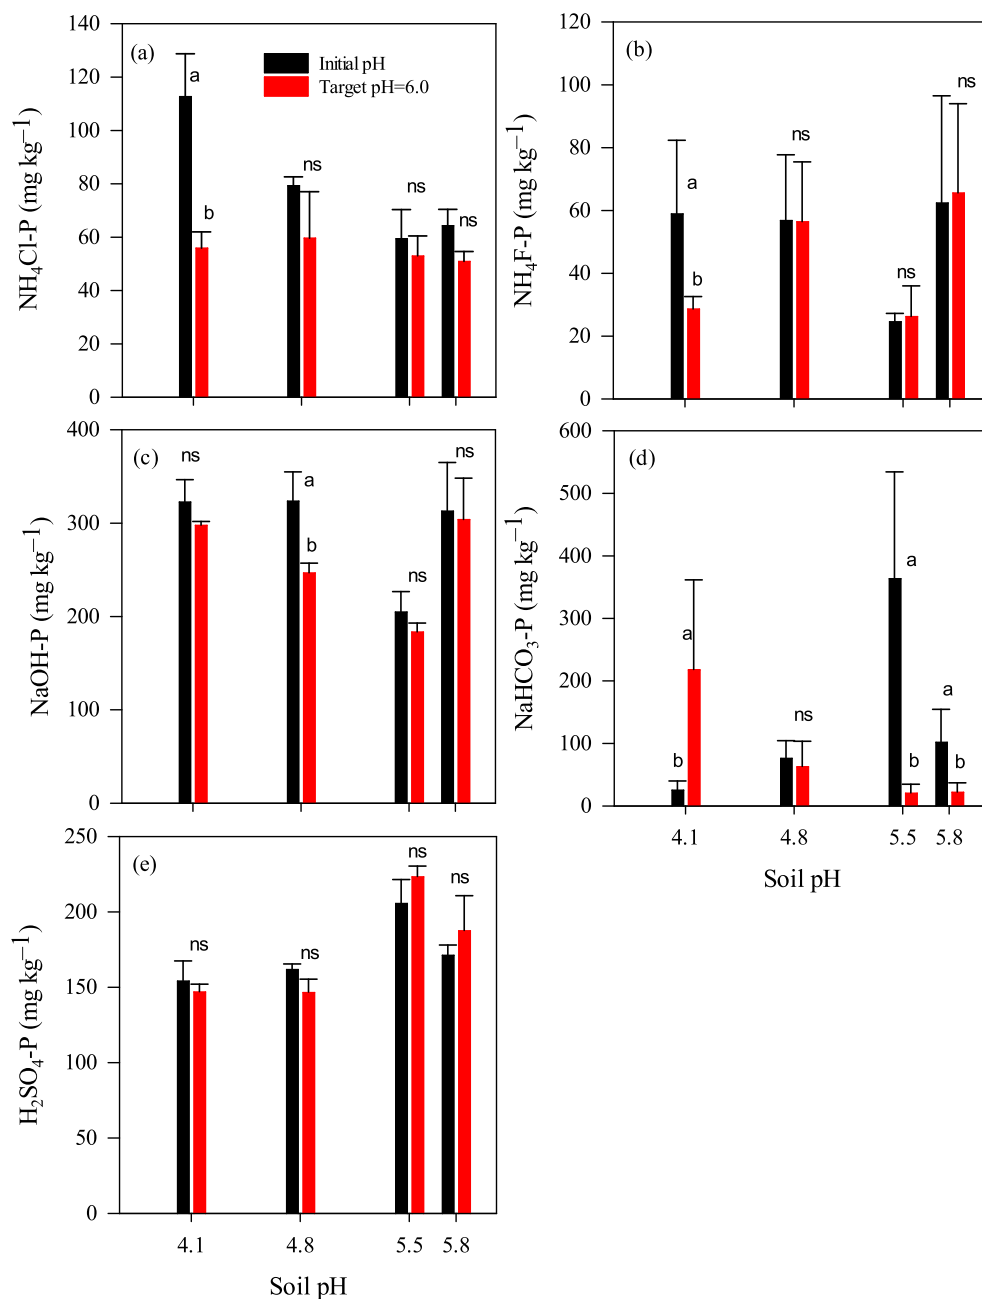 (a)
Initial pH
Target pH=6.0
140
120
100
80
60
40
20
0
NH₄Cl-P (mg kg⁻¹)
a
b
ns
ns
ns
(b)
120
100
80
60
40
20
0
NH₄F-P (mg kg⁻¹)
a
b
ns
ns
ns
(c)
400
300
200
100
0
NaOH-P (mg kg⁻¹)
ns
a
b
ns
ns
(d)
600
500
400
300
200
100
0
NaHCO₃-P (mg kg⁻¹)
b
a
ns
a
b
a
b
4.1
4.8
5.5
5.8
Soil pH
(e)
250
200
150
100
50
0
H₂SO₄-P (mg kg⁻¹)
ns
ns
ns
ns
4.1
4.8
5.5
5.8
Soil pH